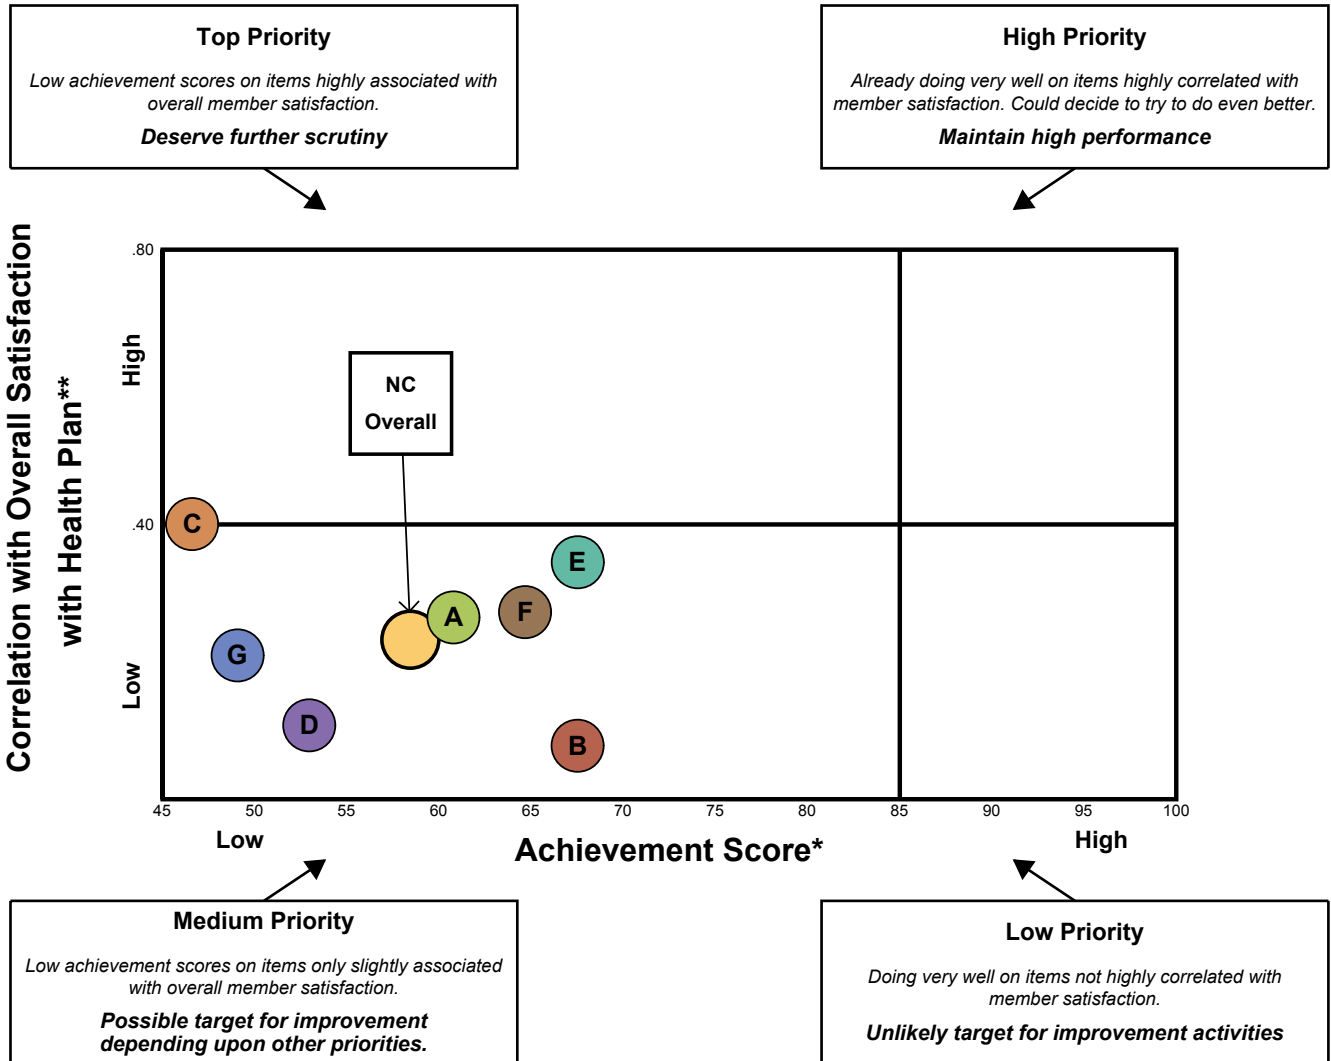 Top Priority
Low achievement scores on items highly associated with
overall member satisfaction.
Deserve further scrutiny
High Priority
Already doing very well on items highly correlated with
member satisfaction. Could decide to try to do even better.
Maintain high performance
Correlation with Overall Satisfaction
with Health Plan**
High
Low
.80
.40
NC
Overall
C
E
A
F
G
D
B
45
50
55
60
65
70
75
80
85
90
95
100
Low
Achievement Score*
High
Medium Priority
Low achievement scores on items only slightly associated
with overall member satisfaction.
Possible target for improvement
depending upon other priorities.
Low Priority
Doing very well on items not highly correlated with
member satisfaction.
Unlikely target for improvement activities